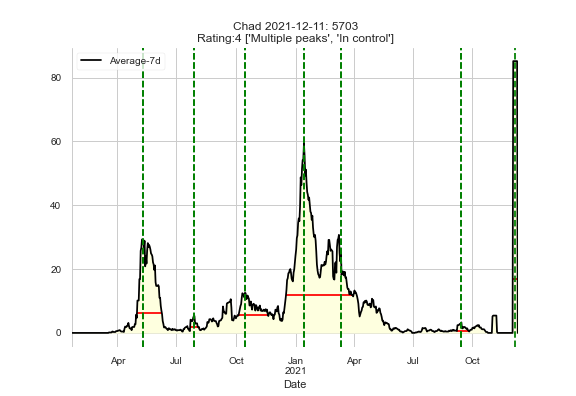 Chad 2021-12-11: 5703
Rating:4 ['Multiple peaks', 'In control']
Average-7d
80
60
40
20
0
Apr Jul Oct Jan Apr Jul Oct
2021
Date